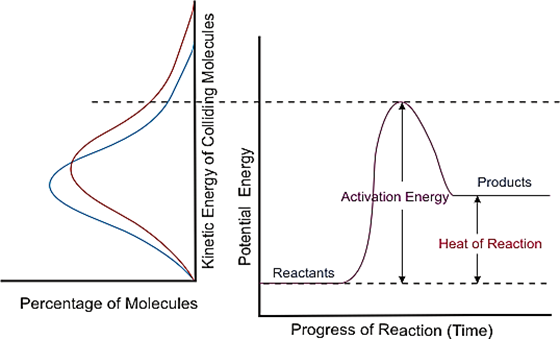 Kinetic Energy of Colliding Molecules
Percentage of Molecules
Potential Energy
Activation Energy
Products
Heat of Reaction
Reactants
Progress of Reaction (Time)